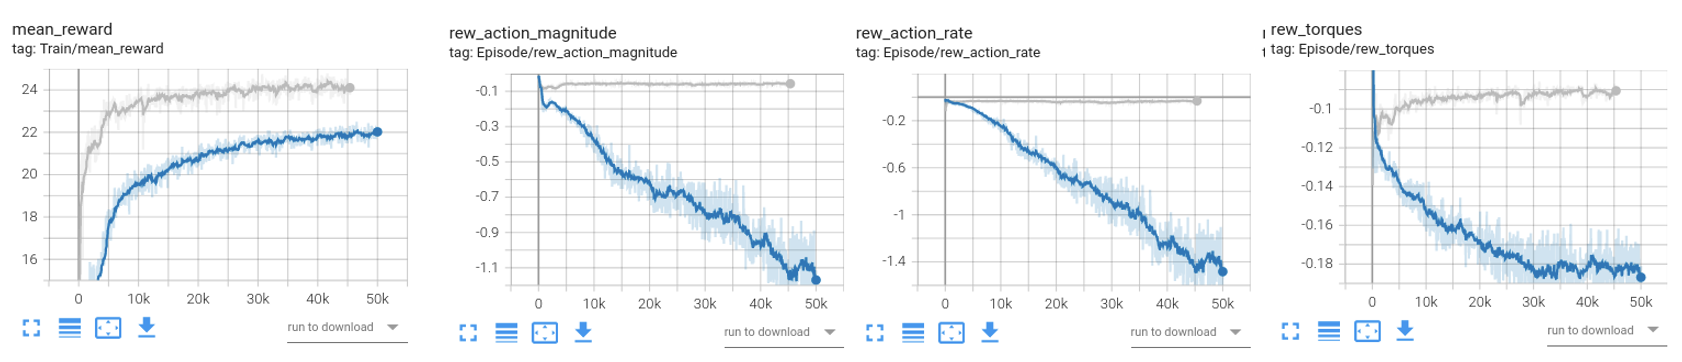 mean_reward
tag: Train/mean_reward
24
22
20
18
16
0 10k 20k 30k 40k 50k
run to download
rew_action_magnitude
tag: Episode/rew_action_magnitude
-0.1
-0.3
-0.5
-0.7
-0.9
-1.1
0 10k 20k 30k 40k 50k
run to download
rew_action_rate
tag: Episode/rew_action_rate
-0.2
-0.6
-1
-1.4
0 10k 20k 30k 40k 50k
run to download
rew_torques
tag: Episode/rew_torques
-0.1
-0.12
-0.14
-0.16
-0.18
0 10k 20k 30k 40k 50k
run to download